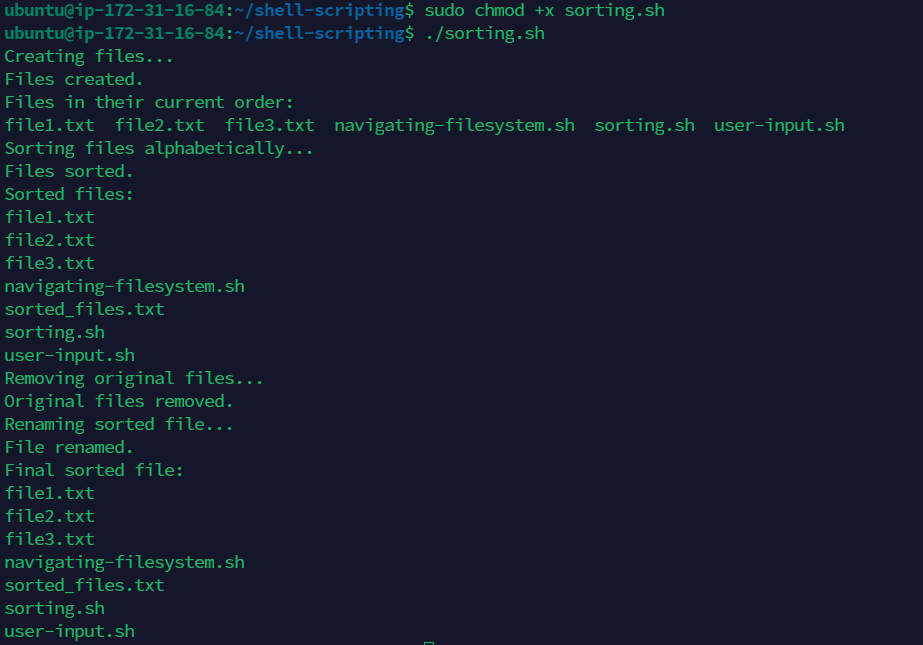 ubuntu@ip-172-31-16-84:~/shell-scripting$ sudo chmod +x sorting.sh
ubuntu@ip-172-31-16-84:~/shell-scripting$ ./sorting.sh
Creating files...
Files created.
Files in their current order:
file1.txt  file2.txt  file3.txt  navigating-filesystem.sh  sorting.sh  user-input.sh
Sorting files alphabetically...
Files sorted.
Sorted files:
file1.txt
file2.txt
file3.txt
navigating-filesystem.sh
sorted_files.txt
sorting.sh
user-input.sh
Removing original files...
Original files removed.
Renaming sorted file...
File renamed.
Final sorted file:
file1.txt
file2.txt
file3.txt
navigating-filesystem.sh
sorted_files.txt
sorting.sh
user-input.sh